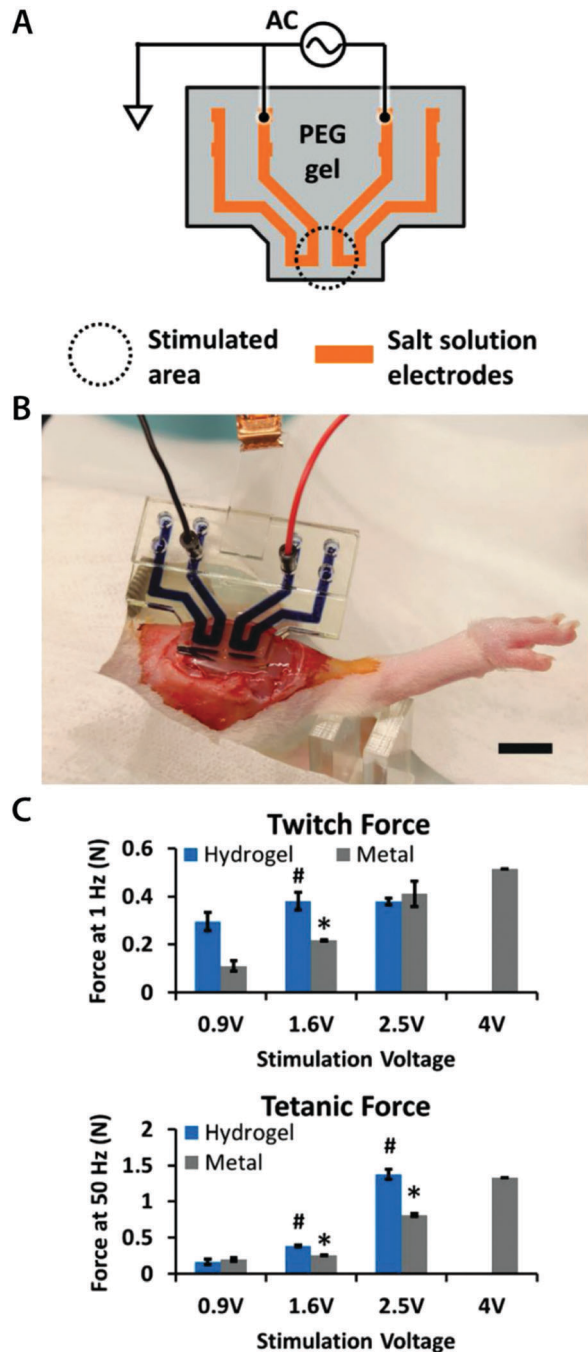 A
AC
PEG
gel
Stimulated
area
Salt solution
electrodes
B
C
Twitch Force
Hydrogel
Metal
Force at 1 Hz (N)
0.6
0.4
0.2
0
#
*
0.9V
1.6V
2.5V
4V
Stimulation Voltage
Tetanic Force
Hydrogel
Metal
Force at 50 Hz (N)
2
1.5
1
0.5
0
#
*
#
*
0.9V
1.6V
2.5V
4V
Stimulation Voltage